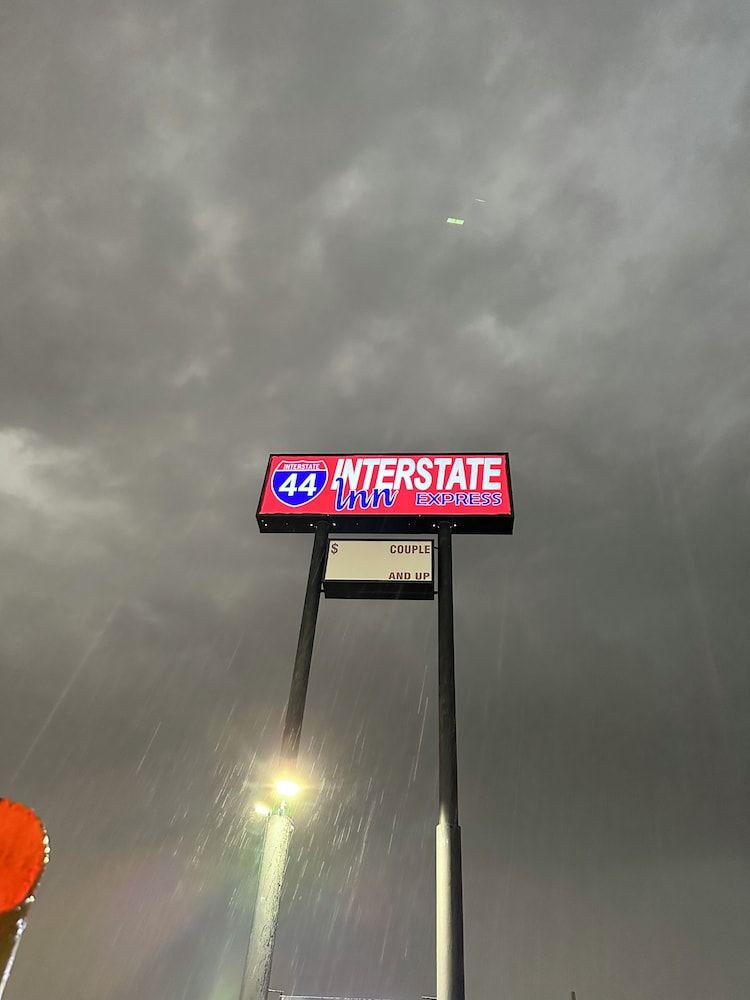 INTERSTATE
44
INTERSTATE
Inn EXPRESS
$ COUPLE
AND UP